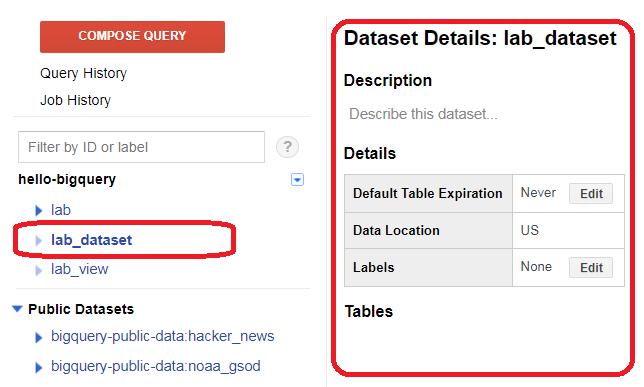 COMPOSE QUERY
Query History
Job History
Filter by ID or label
?
hello-bigquery
lab
lab_dataset
lab_view
Public Datasets
bigquery-public-data:hacker_news
bigquery-public-data:noaa_gsod
Dataset Details: lab_dataset
Description
Describe this dataset...
Details
Default Table Expiration Never Edit
Data Location US
Labels None Edit
Tables